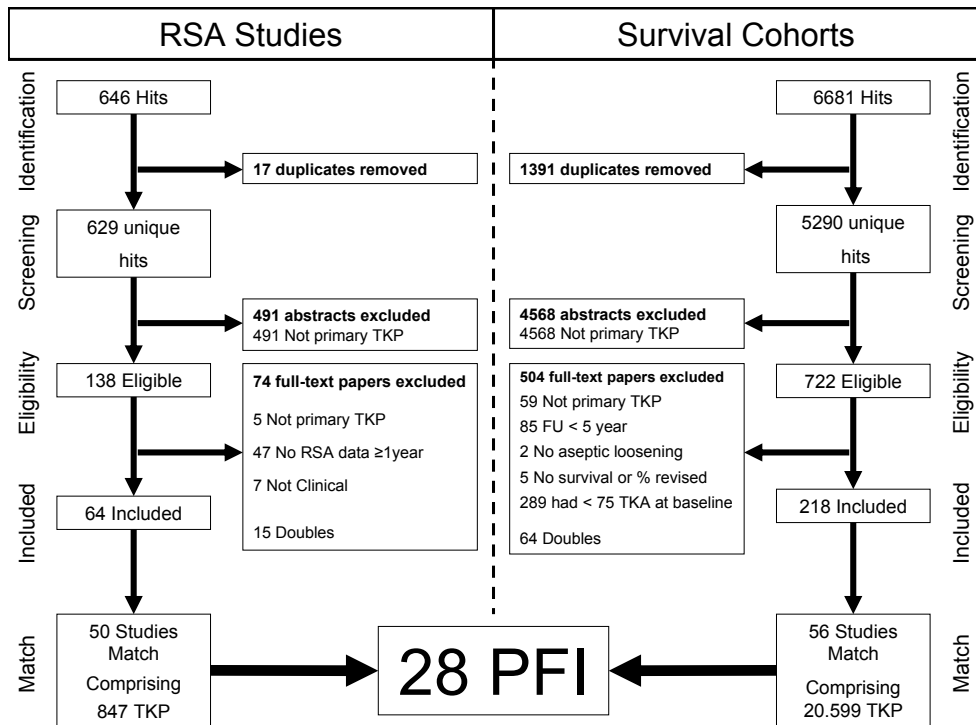 RSA Studies
Survival Cohorts
Identification
646 Hits
17 duplicates removed
Screening
629 unique
hits
491 abstracts excluded
491 Not primary TKP
Eligibility
138 Eligible
74 full-text papers excluded
5 Not primary TKP
47 No RSA data ≥1year
7 Not Clinical
15 Doubles
Included
64 Included
Match
50 Studies
Match
Comprising
847 TKP
28 PFI
6681 Hits
Identification
1391 duplicates removed
5290 unique
hits
Screening
4568 abstracts excluded
4568 Not primary TKP
722 Eligible
Eligibility
504 full-text papers excluded
59 Not primary TKP
85 FU < 5 year
2 No aseptic loosening
5 No survival or % revised
289 had < 75 TKA at baseline
64 Doubles
218 Included
Included
56 Studies
Match
Comprising
20.599 TKP
Match